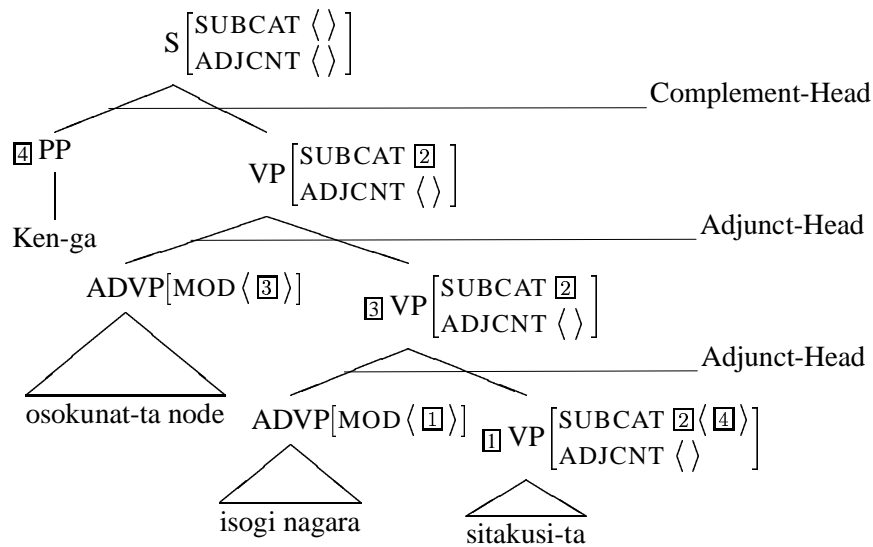 S[SUBCAT ⟨⟩
ADJCNT ⟨⟩]
Complement-Head
[4] PP
VP[SUBCAT [2]
ADJCNT ⟨⟩]
Ken-ga
Adjunct-Head
ADVP[MOD⟨[3]⟩]
[3] VP[SUBCAT [2]
ADJCNT ⟨⟩]
Adjunct-Head
osokunat-ta node
ADVP[MOD⟨[1]⟩]
[1] VP[SUBCAT [2]⟨[4]⟩
ADJCNT ⟨⟩]
isogi nagara
sitakusi-ta